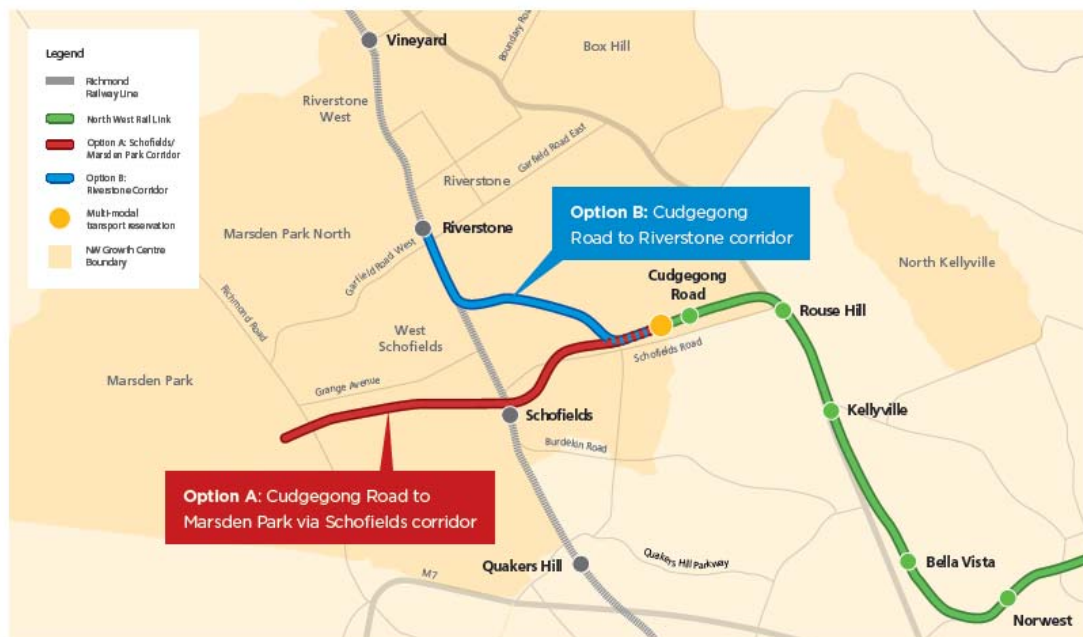 Legend
Richmond
Railway Line
North West Rail Link
Option A: Schofields/
Marsden Park Corridor
Option B:
Riverstone Corridor
Multi-modal
transport reservation
NW Growth Centre
Boundary
Vineyard
Boundary Road
Box Hill
Riverstone
West
Garfield Road East
Riverstone
Marsden Park North
Riverstone
Garfield Road West
Option B: Cudgegong
Road to Riverstone corridor
North Kellyville
Cudgegong
Road
Rouse Hill
Richmond Road
West
Schofields
Schofields Road
Marsden Park
Grange Avenue
Schofields
Kellyville
Burdekin Road
Option A: Cudgegong Road to
Marsden Park via Schofields corridor
Quakers Hill
Quakers Hill Parkway
Bella Vista
M7
Norwest